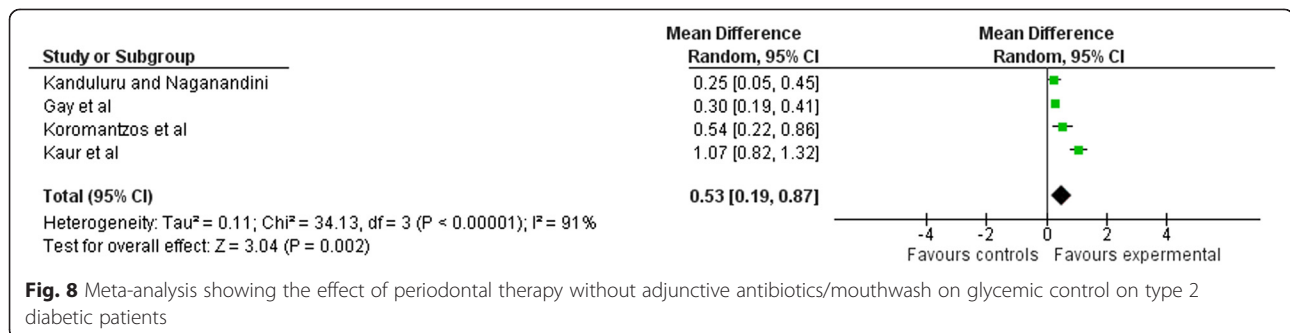 Mean Difference Mean Difference
Study or Subgroup Random, 95% CI Random, 95% CI
Kanduluru and Naganandini 0.25 [0.05, 0.45]
Gay et al 0.30 [0.19, 0.41]
Koromantzos et al 0.54 [0.22, 0.86]
Kaur et al 1.07 [0.82, 1.32]
Total (95% CI) 0.53 [0.19, 0.87]
Heterogeneity: Tau² = 0.11; Chi² = 34.13, df = 3 (P < 0.00001); I² = 91%
Test for overall effect: Z = 3.04 (P = 0.002)
-4 -2 0 2 4
Favours controls Favours expermental
Fig. 8 Meta-analysis showing the effect of periodontal therapy without adjunctive antibiotics/mouthwash on glycemic control on type 2
diabetic patients